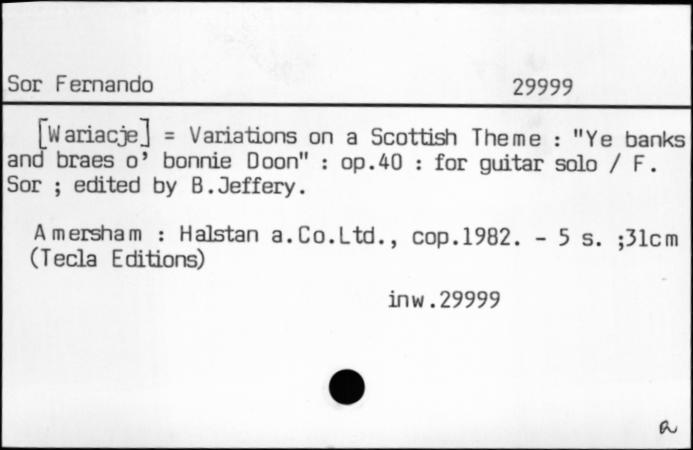 Sor Fernando 29999
[Wariacje] = Variations on a Scottish Theme : "Ye banks
and braes o' bonnie Doon" : op.40 : for guitar solo / F.
Sor ; edited by B.Jeffery.
Amersham : Halstan a.Co.Ltd., cop.1982. - 5 s. ;31cm
(Tecla Editions)
inw.29999